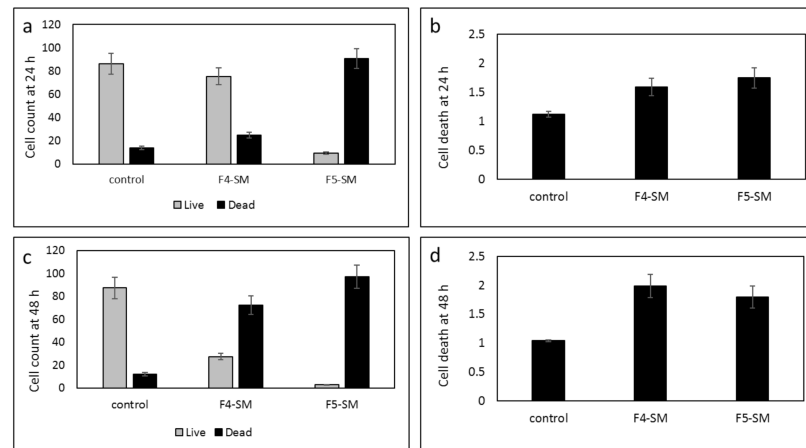 a
Cell count at 24 h
120
100
80
60
40
20
0
control F4-SM F5-SM
Live Dead
b
Cell death at 24 h
2.5
2
1.5
1
0.5
0
control F4-SM F5-SM
c
Cell count at 48 h
120
100
80
60
40
20
0
control F4-SM F5-SM
Live Dead
d
Cell death at 48 h
2.5
2
1.5
1
0.5
0
control F4-SM F5-SM